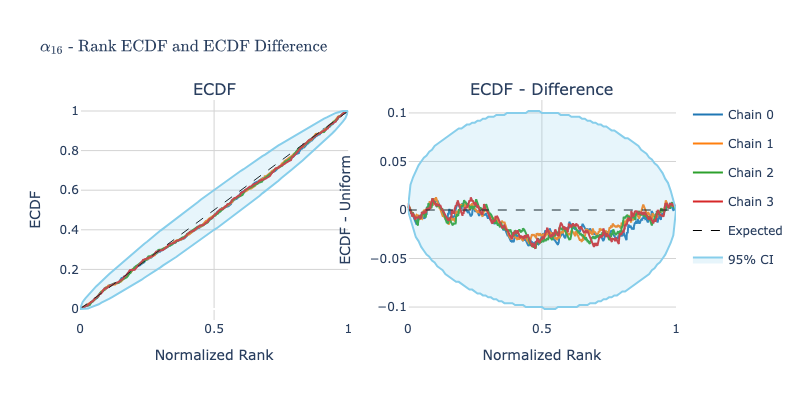 α₁₆ - Rank ECDF and ECDF Difference
ECDF
ECDF
1
0.8
0.6
0.4
0.2
0
0
0.5
1
Normalized Rank
ECDF - Difference
ECDF - Uniform
0.1
0.05
0
−0.05
−0.1
0
0.5
1
Normalized Rank
Chain 0
Chain 1
Chain 2
Chain 3
Expected
95% CI